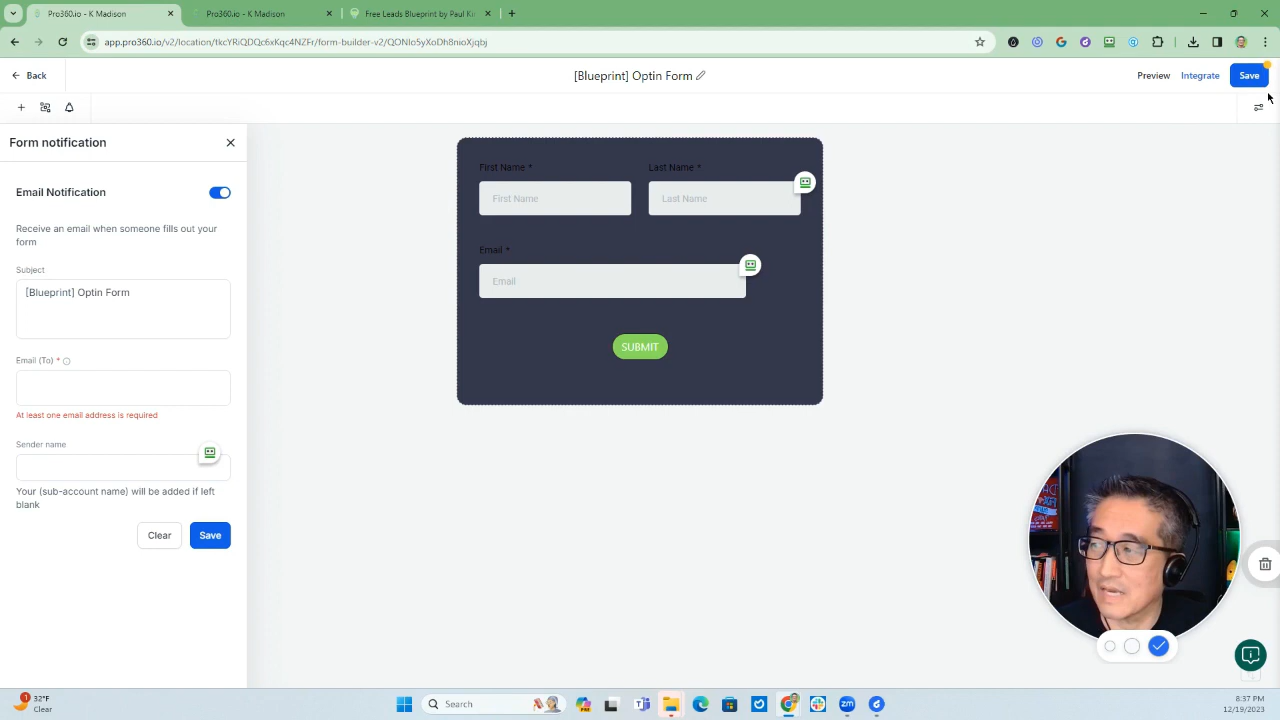 Pro360.io – K Madison
Pro360.io – K Madison
Free Leads Blueprint by Paul Ki
app.pro360.io/v2/location/tkcYRiQDQc6xKqc4NZFr/form-builder-v2/QONIo5yXoDh8nioXjqbj
Back
[Blueprint] Optin Form
Preview
Integrate
Save
Form notification
Email Notification
Receive an email when someone fills out your
form
Subject
[Blueprint] Optin Form
Email (To) *
At least one email address is required
Sender name
Your (sub-account name) will be added if left
blank
Clear
Save
First Name *
Last Name *
First Name
Last Name
Email *
Email
SUBMIT
1
32°F
Clear
Search
8:37 PM
12/19/2023